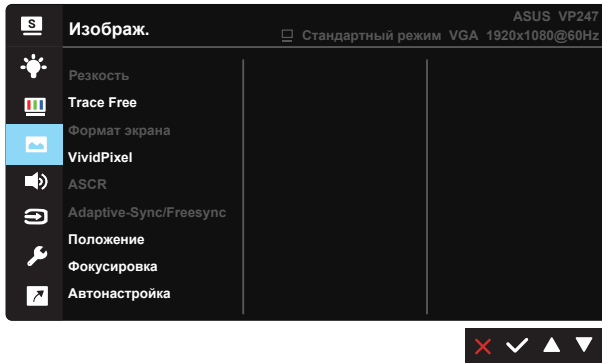 S
ASUS VP247
Изображ.
Стандартный режим VGA 1920x1080@60Hz
Резкость
Trace Free
Формат экрана
VividPixel
ASCR
Adaptive-Sync/Freesync
Положение
Фокусировка
Автонастройка